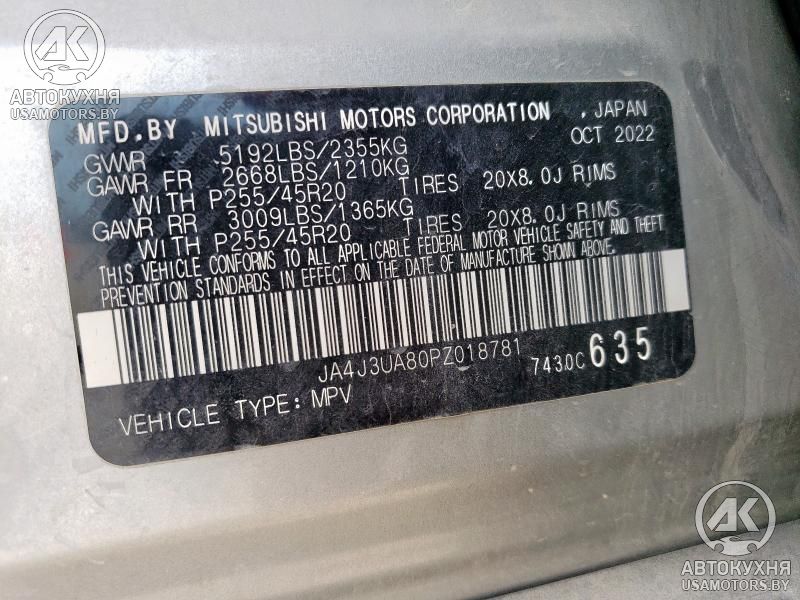 AK
АВТОКУХНЯ
USAMOTORS.BY
MFD.BY MITSUBISHI MOTORS CORPORATION , JAPAN
GVWR 5192LBS/2355KG OCT 2022
GAWR FR 2668LBS/1210KG
WITH P255/45R20 TIRES 20X8.0J RIMS
GAWR RR 3009LBS/1365KG
WITH P255/45R20 TIRES 20X8.0J RIMS
THIS VEHICLE CONFORMS TO ALL APPLICABLE FEDERAL MOTOR VEHICLE SAFETY AND THEFT
PREVENTION STANDARDS IN EFFECT ON THE DATE OF MANUFACTURE SHOWN ABOVE.
JA4J3UA80PZ018781 7430C 635
VEHICLE TYPE: MPV
AK
АВТОКУХНЯ
USAMOTORS.BY